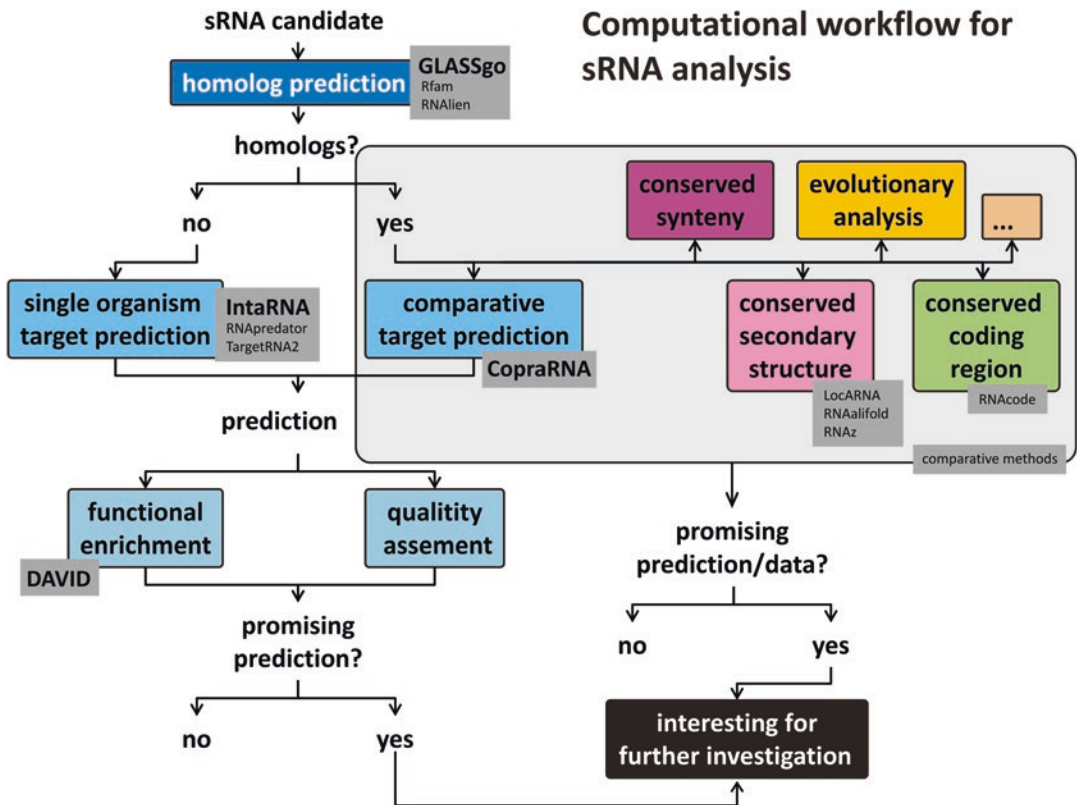 sRNA candidate
Computational workflow for
sRNA analysis
homolog prediction
GLASSgo
Rfam
RNAlien
homologs?
no
yes
conserved
synteny
evolutionary
analysis
...
single organism
target prediction
IntaRNA
RNApredator
TargetRNA2
comparative
target prediction
CopraRNA
conserved
secondary
structure
LocARNA
RNAalifold
RNAz
conserved
coding
region
RNAcode
comparative methods
prediction
functional
enrichment
DAVID
qualitity
assement
promising
prediction?
no
yes
promising
prediction/data?
no
yes
interesting for
further investigation